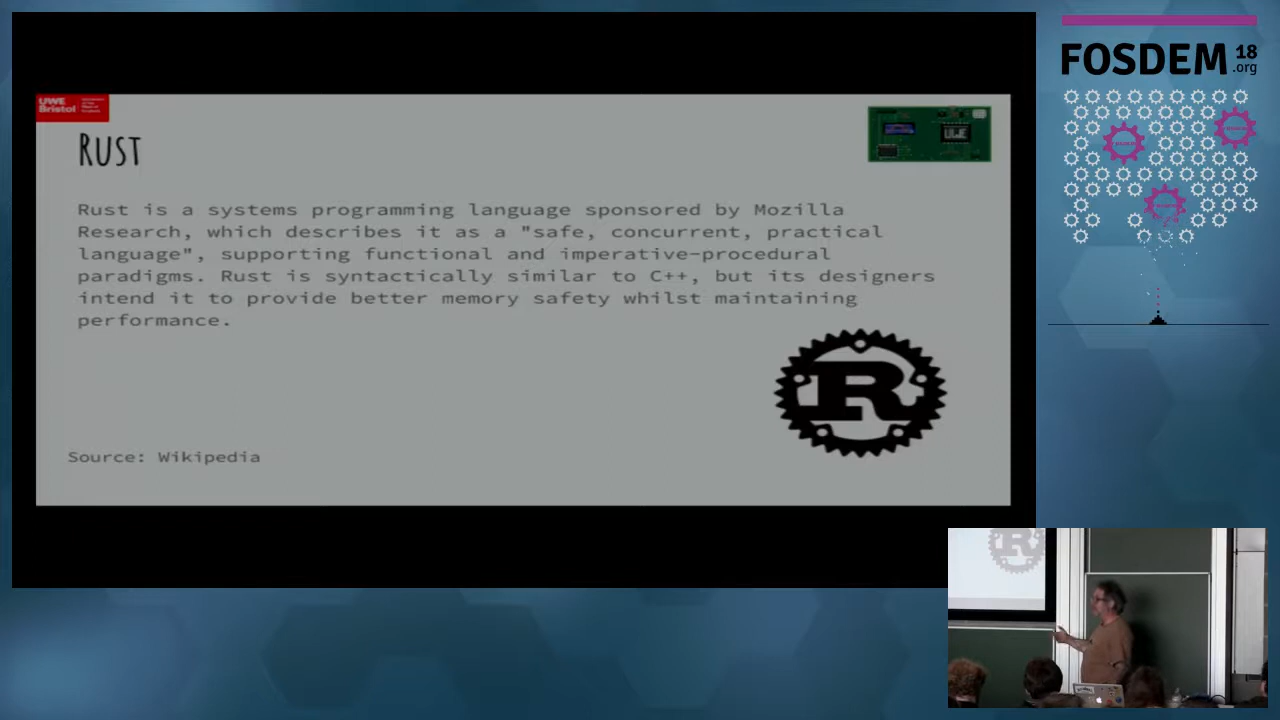 FOSDEM 18
.org
UWE
Bristol
RUST
UWE
Rust is a systems programming language sponsored by Mozilla
Research, which describes it as a "safe, concurrent, practical
language", supporting functional and imperative-procedural
paradigms. Rust is syntactically similar to C++, but its designers
intend it to provide better memory safety whilst maintaining
performance.
R
Source: Wikipedia
R